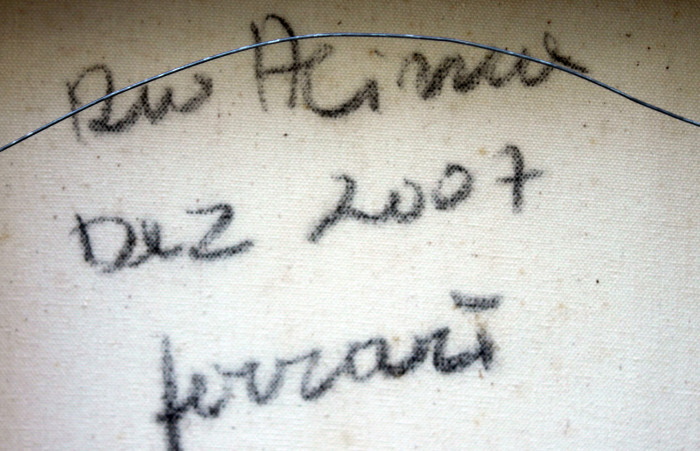 Rio Acima
Dez 2007
ferrari